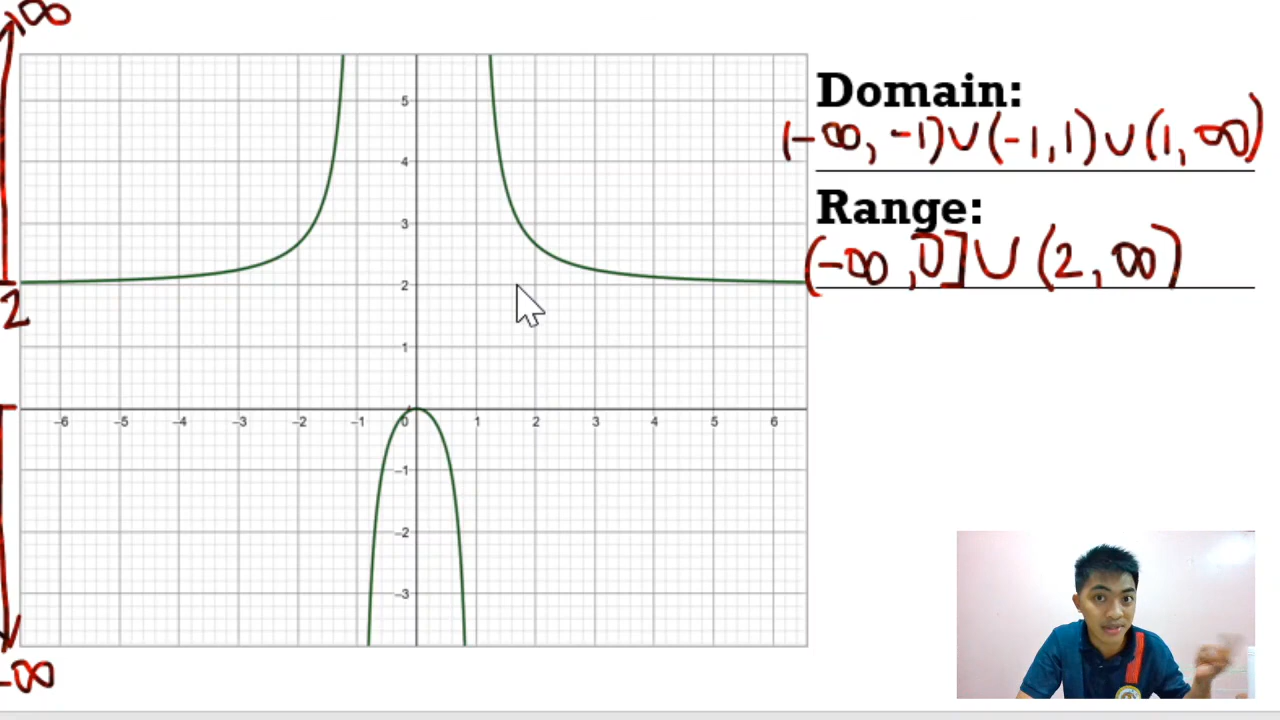 ∞
Domain:
(-∞, -1) ∪ (-1, 1) ∪ (1, ∞)
Range:
(-∞, 0] ∪ (2, ∞)
5
4
3
2
2
1
-6 -5 -4 -3 -2 -1 0 1 2 3 4 5 6
-1
-2
-3
-∞